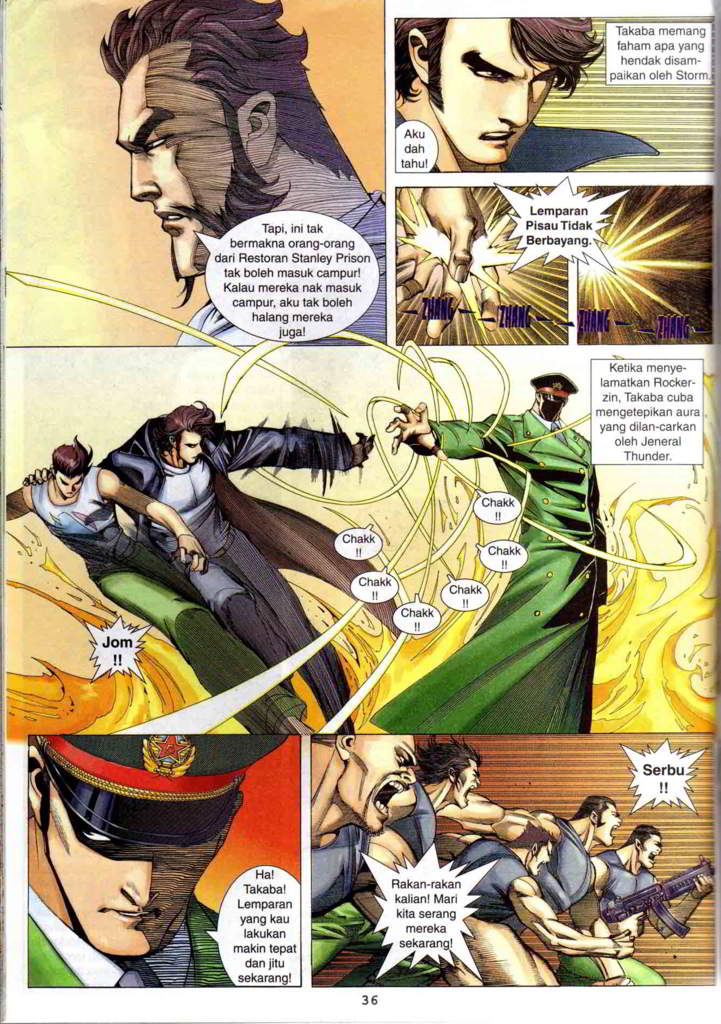 Tapi, ini tak
bermakna orang-orang
dari Restoran Stanley Prison
tak boleh masuk campur!
Kalau mereka nak masuk
campur, aku tak boleh
halang mereka
juga!
Takaba memang
faham apa yang
hendak disam-
paikan oleh Storm.
Aku
dah
tahu!
Lemparan
Pisau Tidak
Berbayang.
ZHANG
ZHANG
ZHANG
ZHANG
Ketika menye-
lamatkan Rocker-
zin, Takaba cuba
mengetepikan aura
yang dilan-carkan
oleh Jeneral
Thunder.
Chakk
!!
Chakk
!!
Chakk
!!
Chakk
!!
Chakk
!!
Chakk
!!
Jom
!!
Ha!
Takaba!
Lemparan
yang kau
lakukan
makin tepat
dan jitu
sekarang!
Rakan-rakan
kalian! Mari
kita serang
mereka
sekarang!
Serbu
!!
36